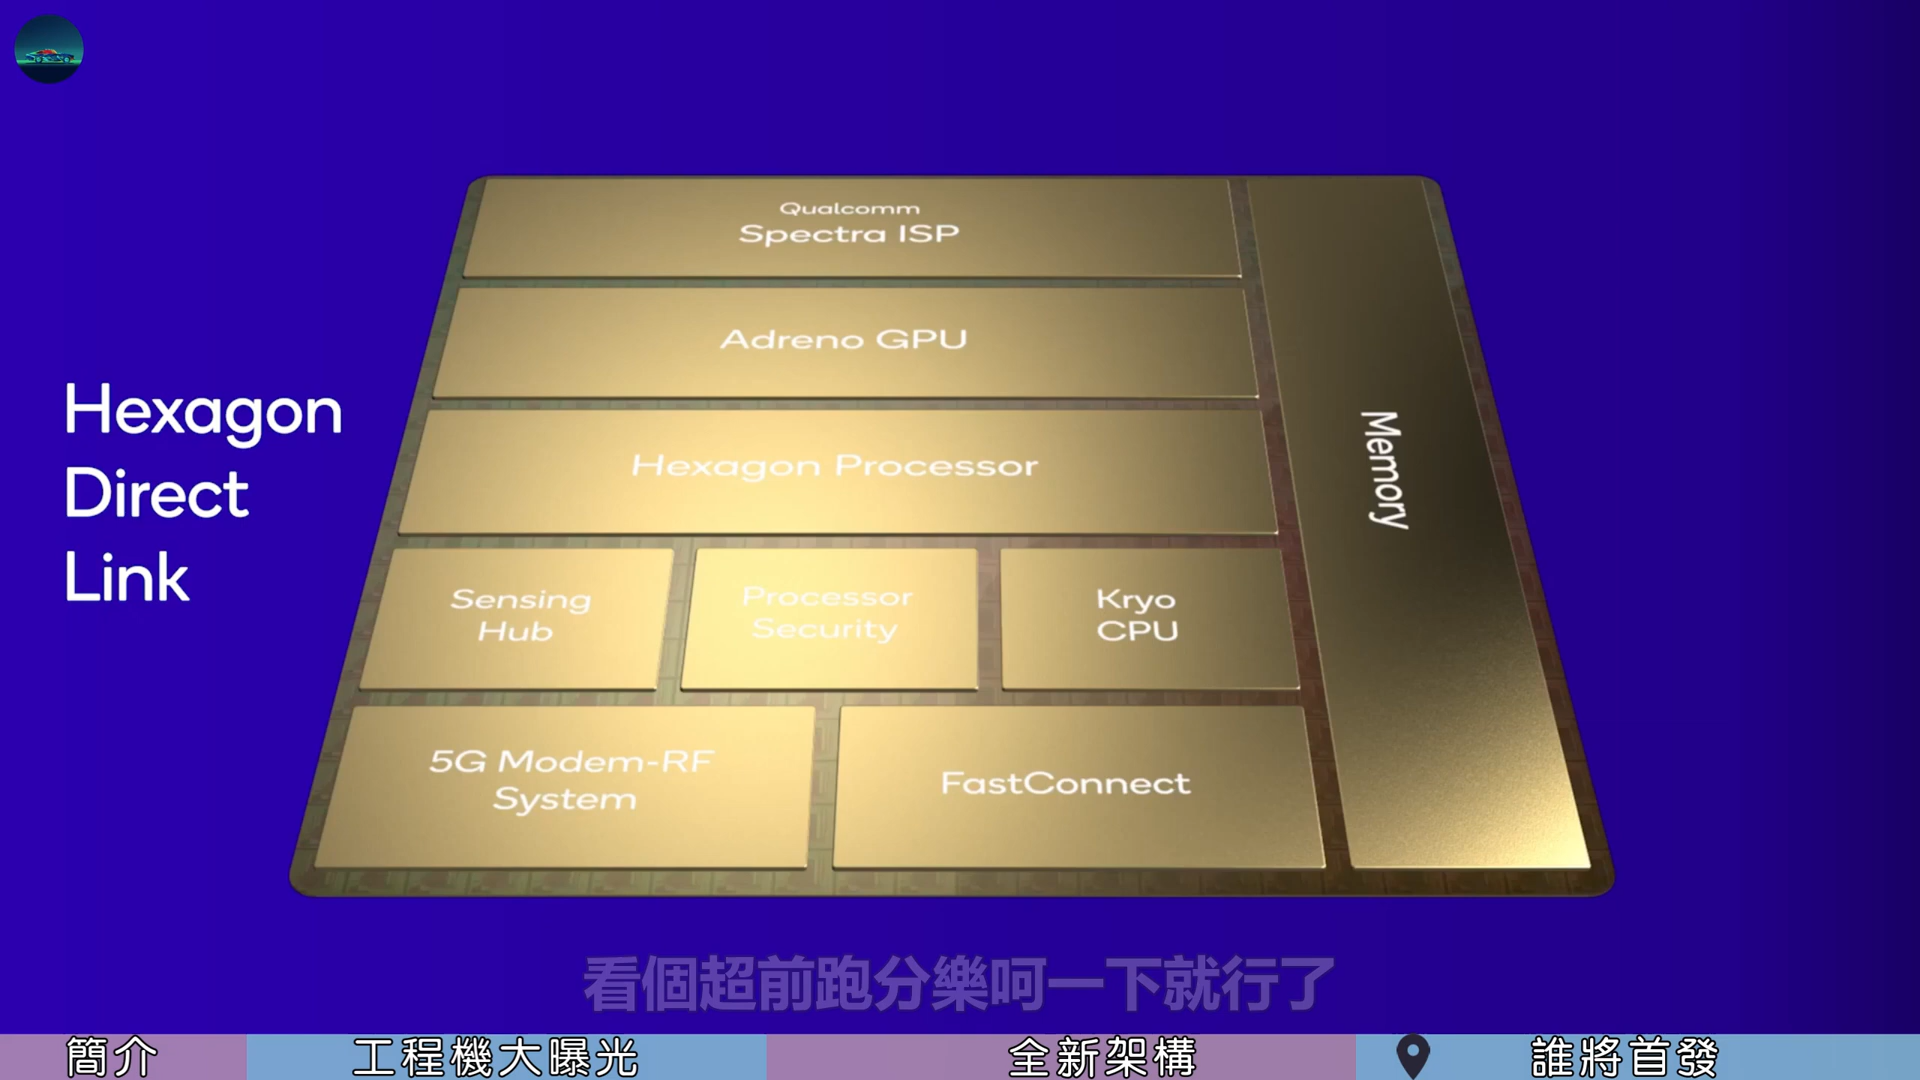 Hexagon
Direct
Link
Qualcomm
Spectra ISP
Adreno GPU
Hexagon Processor
Sensing
Hub
Processor
Security
Kryo
CPU
5G Modem-RF
System
FastConnect
Memory
看個超前跑分樂呵一下就行了
簡介
工程機大曝光
全新架構
誰將首發